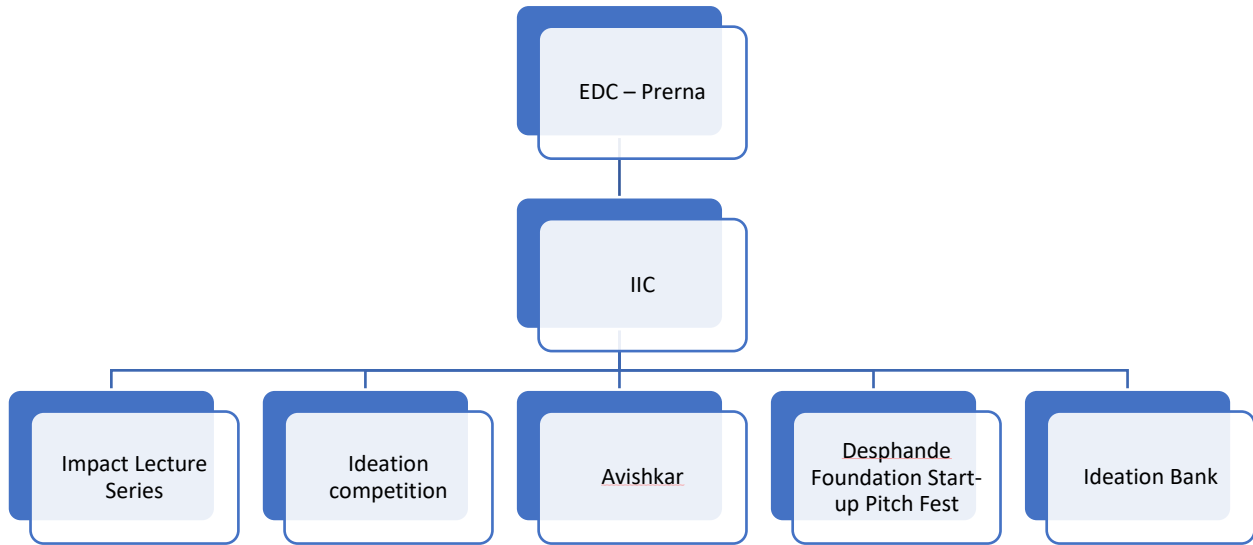 EDC – Prerna
IIC
Impact Lecture
Series
Ideation
competition
Avishkar
Desphande
Foundation Start-
up Pitch Fest
Ideation Bank